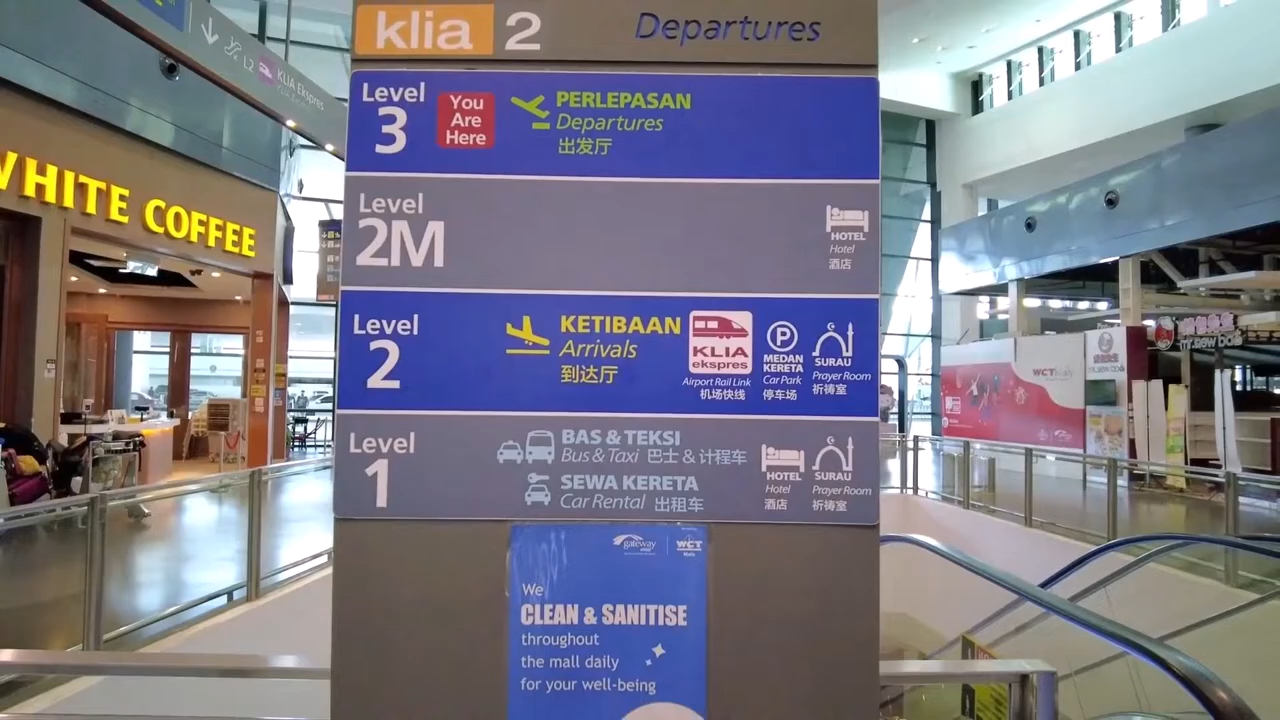 klia 2 Departures
L2 KLIA Ekspres
WHITE COFFEE
Level 3
You Are Here
PERLEPASAN
Departures
出发厅
Level 2M
HOTEL
Hotel
酒店
Level 2
KETIBAAN
Arrivals
到达厅
KLIA
ekspres
Airport Rail Link
机场快线
P
MEDAN
KERETA
Car Park
停车场
SURAU
Prayer Room
祈祷室
Level 1
BAS & TEKSI
Bus & Taxi 巴士 & 计程车
SEWA KERETA
Car Rental 出租车
HOTEL
Hotel
酒店
SURAU
Prayer Room
祈祷室
gateway
WCT
Malls
We
CLEAN & SANITISE
throughout
the mall daily
for your well-being
WCT